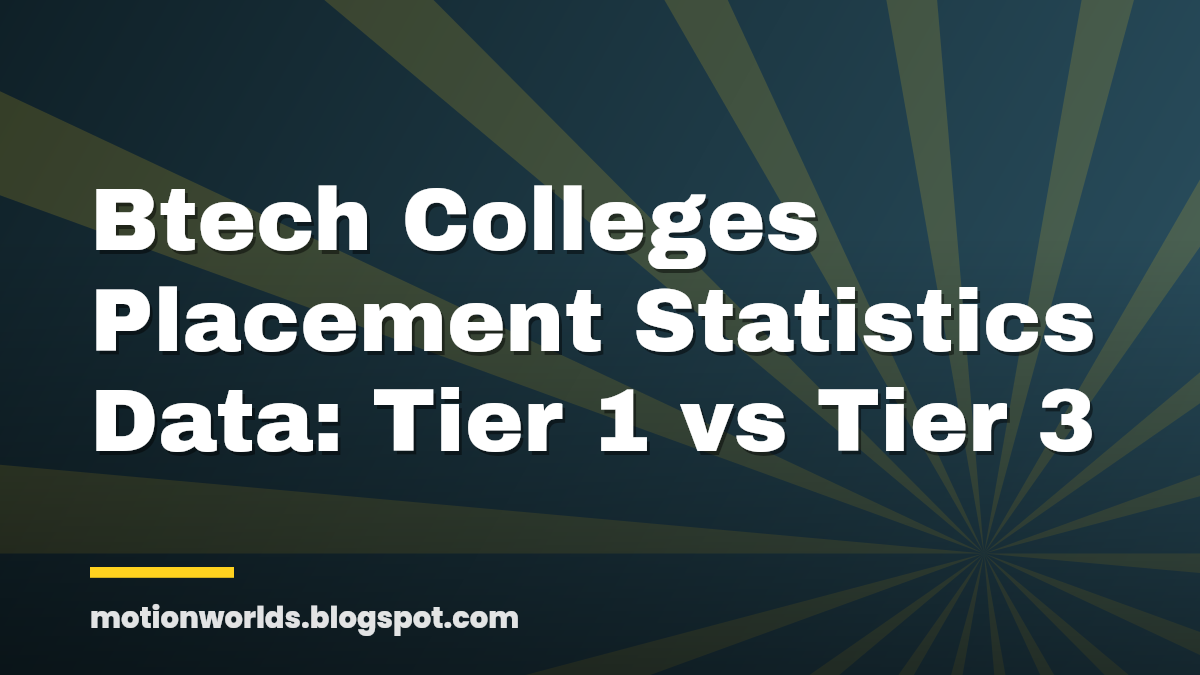 Btech Colleges
Placement Statistics
Data: Tier 1 vs Tier 3
motionworlds.blogspot.com